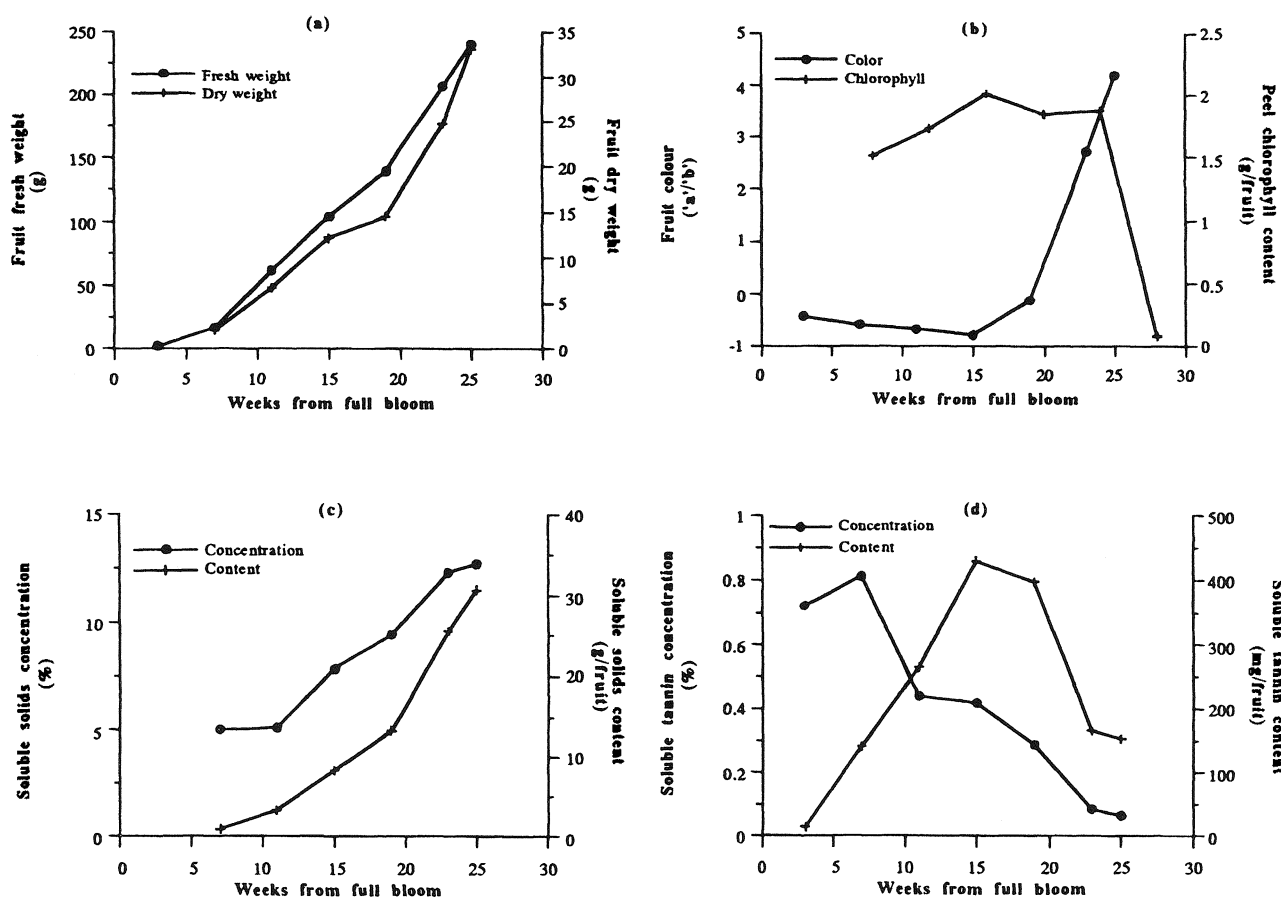 (a)
250
200
150
100
50
0
Fruit fresh weight
(g)
Fresh weight
Dry weight
35
30
25
20
15
10
5
0
Fruit dry weight
(g)
0 5 10 15 20 25 30
Weeks from full bloom
(b)
5
4
3
2
1
0
-1
Fruit colour
('a'/'b')
Color
Chlorophyll
2.5
2
1.5
1
0.5
0
Peel chlorophyll content
(g/fruit)
0 5 10 15 20 25 30
Weeks from full bloom
(c)
15
10
5
0
Soluble solids concentration
(%)
Concentration
Content
40
30
20
10
0
Soluble solids content
(g/fruit)
0 5 10 15 20 25 30
Weeks from full bloom
(d)
1
0.8
0.6
0.4
0.2
0
Soluble tannin concentration
(%)
Concentration
Content
500
400
300
200
100
0
Soluble tannin content
(mg/fruit)
0 5 10 15 20 25 30
Weeks from full bloom